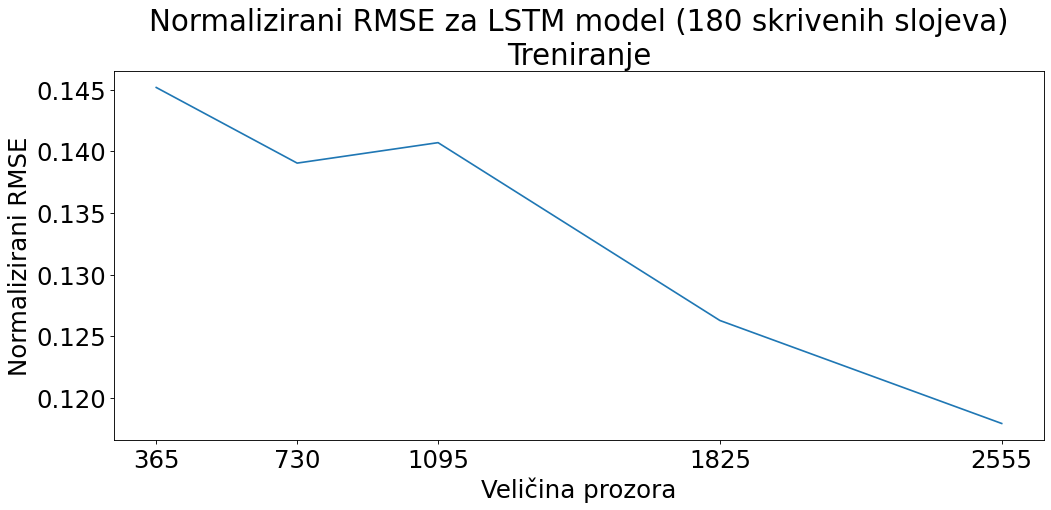 Normalizirani RMSE za LSTM model (180 skrivenih slojeva)
Treniranje
Normalizirani RMSE
0.145
0.140
0.135
0.130
0.125
0.120
365 730 1095 1825 2555
Veličina prozora